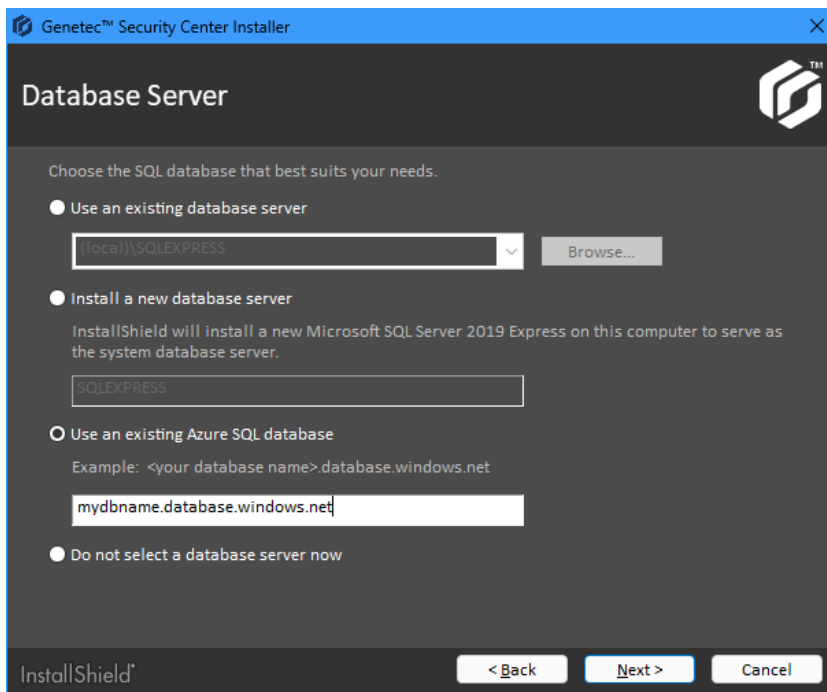 Genetec™ Security Center Installer
Database Server
TM
Choose the SQL database that best suits your needs.
Use an existing database server
(local)\SQLEXPRESS
Browse...
Install a new database server
InstallShield will install a new Microsoft SQL Server 2019 Express on this computer to serve as
the system database server.
SQLEXPRESS
Use an existing Azure SQL database
Example: <your database name>.database.windows.net
mydbname.database.windows.net
Do not select a database server now
InstallShield
< Back
Next >
Cancel